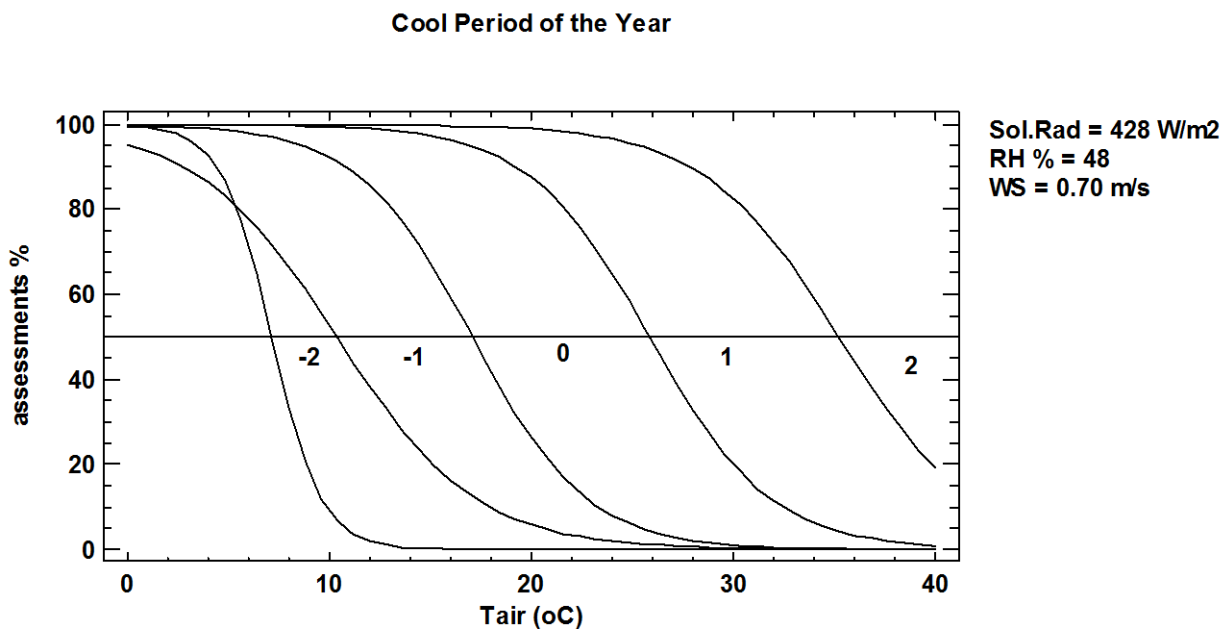 Cool Period of the Year
Sol.Rad = 428 W/m2
RH % = 48
WS = 0.70 m/s
assessments %
100
80
60
40
20
0
-2
-1
0
1
2
0
10
20
30
40
Tair (oC)